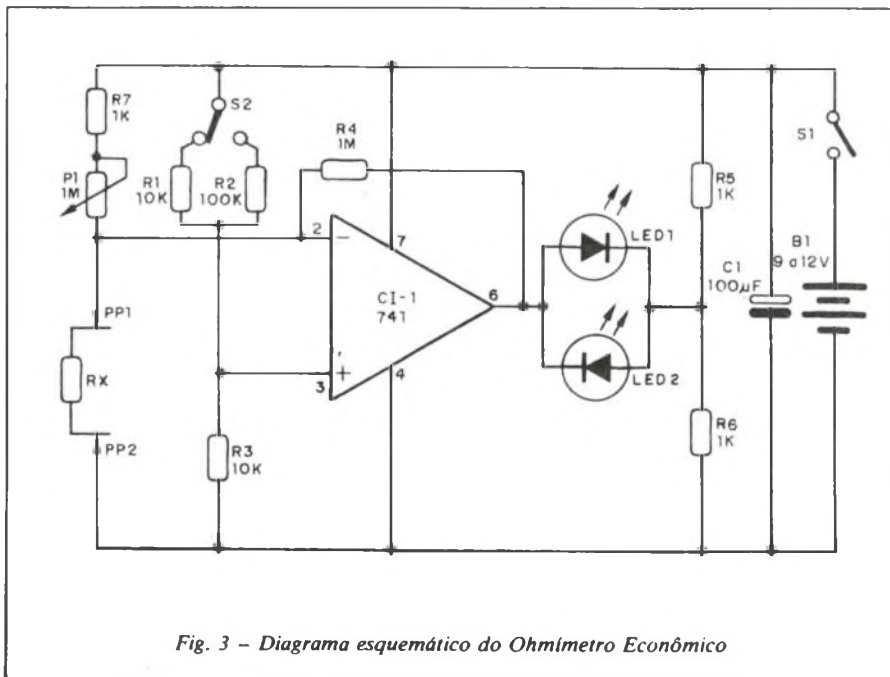 R7
1K
P1
1M
S2
R1
10K
R2
100K
R4
1M
2
−
7
CI-1
741
6
3
+
4
R3
10K
PP1
RX
PP2
LED1
LED2
R5
1K
R6
1K
C1
100µF
B1
9 a 12V
S1
Fig. 3 – Diagrama esquemático do Ohmímetro Econômico